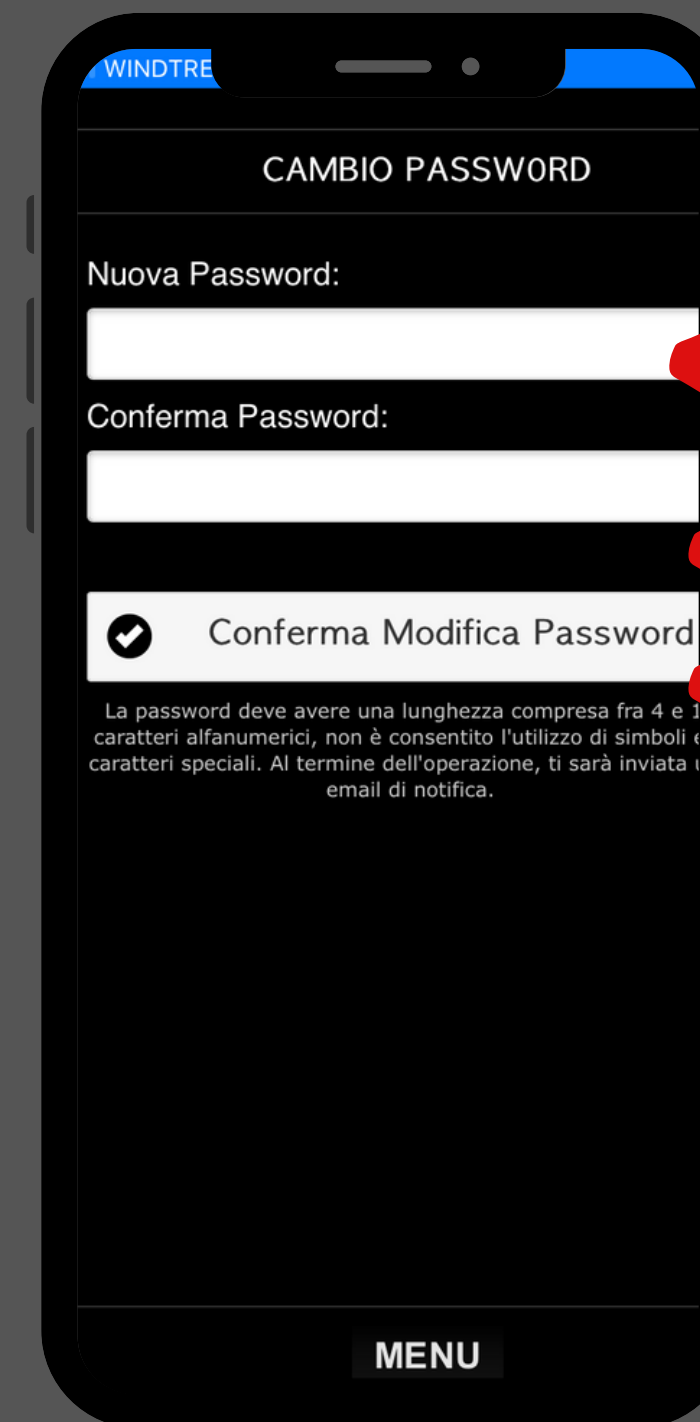 WINDTRE
CAMBIO PASSW0RD
Nuova Password:
Conferma Password:
Conferma Modifica Password
La password deve avere una lunghezza compresa fra 4 e
caratteri alfanumerici, non è consentito l'utilizzo di simboli
caratteri speciali. Al termine dell'operazione, ti sarà inviata
email di notifica.
MENU